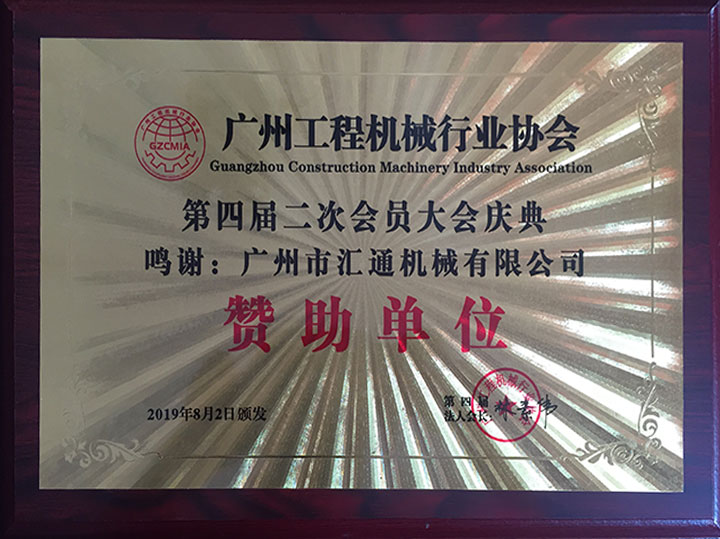 GZCMIA
广州工程机械行业协会
Guangzhou Construction Machinery Industry Association
第四届二次会员大会庆典
鸣谢：广州市汇通机械有限公司
赞助单位
2019年8月2日颁发
第四届
法人会长：